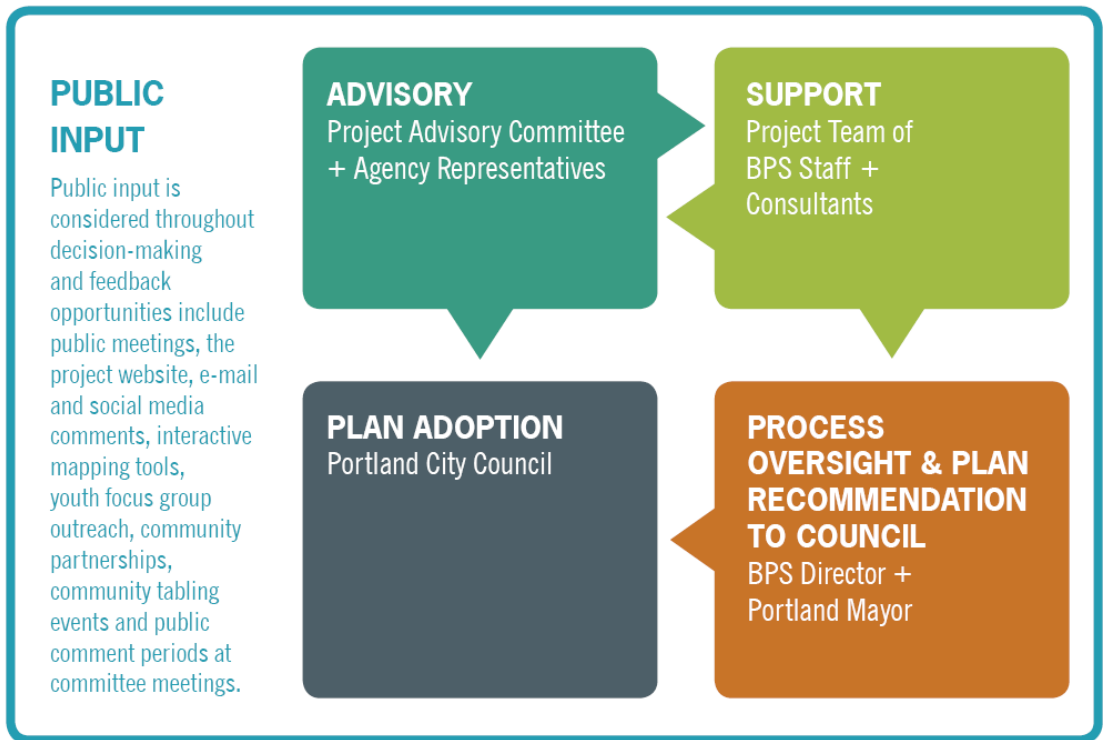 PUBLIC
INPUT
Public input is
considered throughout
decision-making
and feedback
opportunities include
public meetings, the
project website, e-mail
and social media
comments, interactive
mapping tools,
youth focus group
outreach, community
partnerships,
community tabling
events and public
comment periods at
committee meetings.
ADVISORY
Project Advisory Committee
+ Agency Representatives
SUPPORT
Project Team of
BPS Staff +
Consultants
PLAN ADOPTION
Portland City Council
PROCESS
OVERSIGHT & PLAN
RECOMMENDATION
TO COUNCIL
BPS Director +
Portland Mayor